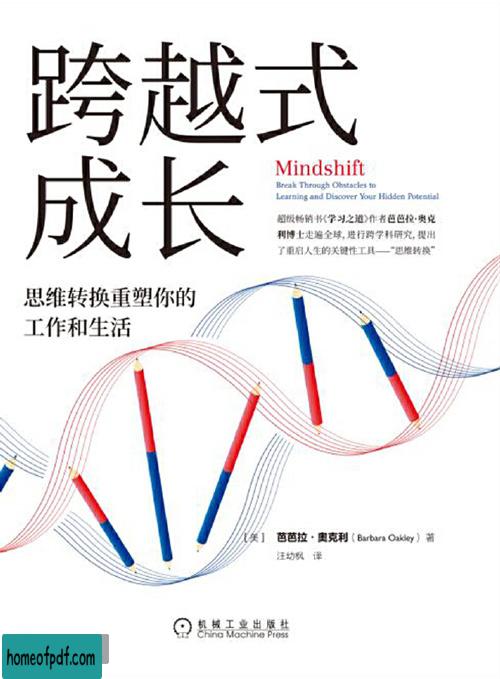 跨越式
成长
Mindshift
Break Through Obstacles to
Learning and Discover Your Hidden Potential
超级畅销书《学习之道》作者芭芭拉·奥克
利博士走遍全球,进行跨学科研究,提出
了重启人生的关键性工具——“思维转换”
思维转换重塑你的
工作和生活
[美] 芭芭拉·奥克利(Barbara Oakley)著
汪幼枫 译
机械工业出版社
China Machine Press
homeofpdf.com